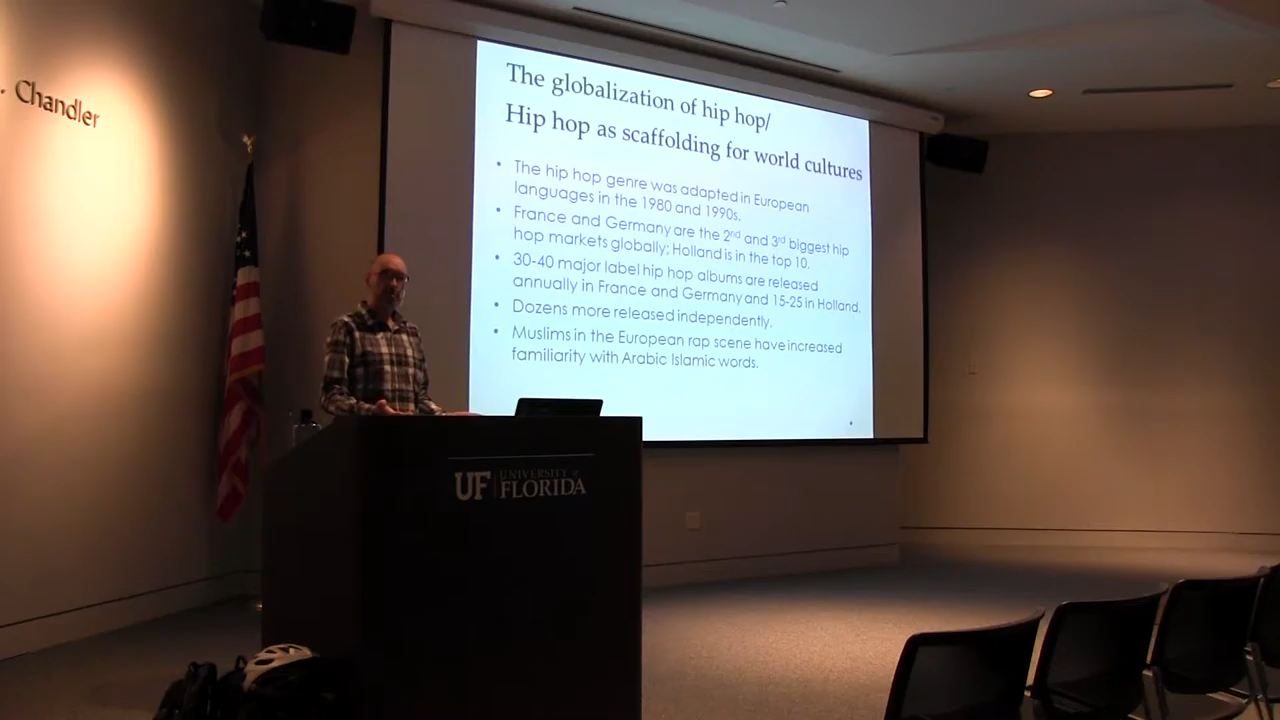 . Chandler
The globalization of hip hop/
Hip hop as scaffolding for world cultures
• The hip hop genre was adapted in European
languages in the 1980 and 1990s.
• France and Germany are the 2nd and 3rd biggest hip
hop markets globally; Holland is in the top 10.
• 30-40 major label hip hop albums are released
annually in France and Germany and 15-25 in Holland.
• Dozens more released independently.
• Muslims in the European rap scene have increased
familiarity with Arabic Islamic words.
UF UNIVERSITY of
FLORIDA